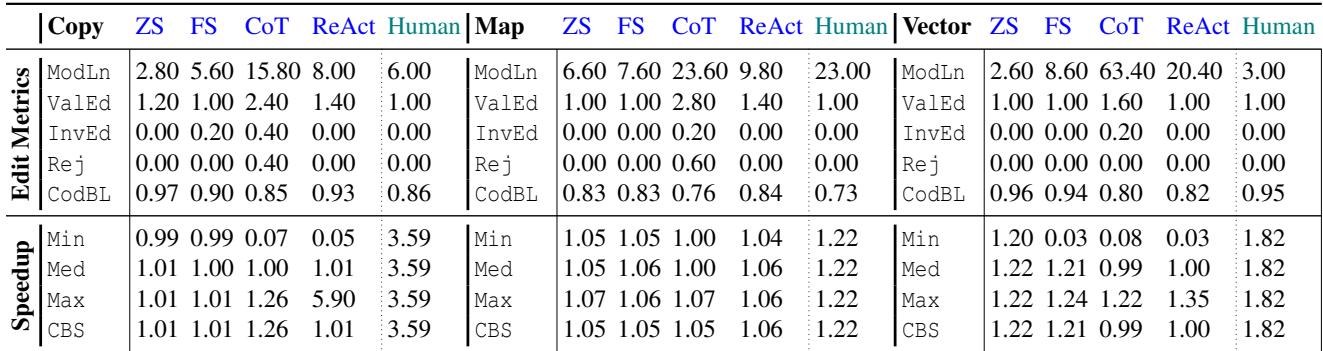 Copy ZS FS CoT ReAct Human Map ZS FS CoT ReAct Human Vector ZS FS CoT ReAct Human
Edit Metrics
ModLn 2.80 5.60 15.80 8.00 6.00 ModLn 6.60 7.60 23.60 9.80 23.00 ModLn 2.60 8.60 63.40 20.40 3.00
ValEd 1.20 1.00 2.40 1.40 1.00 ValEd 1.00 1.00 2.80 1.40 1.00 ValEd 1.00 1.00 1.60 1.00 1.00
InvEd 0.00 0.20 0.40 0.00 0.00 InvEd 0.00 0.00 0.20 0.00 0.00 InvEd 0.00 0.00 0.20 0.00 0.00
Rej 0.00 0.00 0.40 0.00 0.00 Rej 0.00 0.00 0.60 0.00 0.00 Rej 0.00 0.00 0.00 0.00 0.00
CodBL 0.97 0.90 0.85 0.93 0.86 CodBL 0.83 0.83 0.76 0.84 0.73 CodBL 0.96 0.94 0.80 0.82 0.95
Speedup
Min 0.99 0.99 0.07 0.05 3.59 Min 1.05 1.05 1.00 1.04 1.22 Min 1.20 0.03 0.08 0.03 1.82
Med 1.01 1.00 1.00 1.01 3.59 Med 1.05 1.06 1.00 1.06 1.22 Med 1.22 1.21 0.99 1.00 1.82
Max 1.01 1.01 1.26 5.90 3.59 Max 1.07 1.06 1.07 1.06 1.22 Max 1.22 1.24 1.22 1.35 1.82
CBS 1.01 1.01 1.26 1.01 3.59 CBS 1.05 1.05 1.05 1.06 1.22 CBS 1.22 1.21 0.99 1.00 1.82